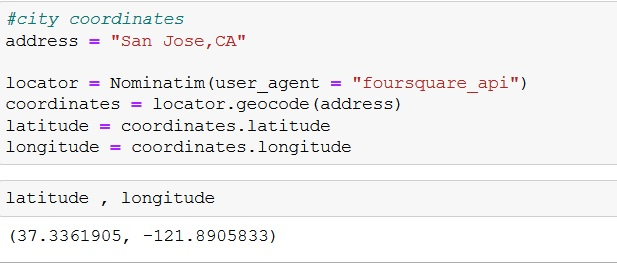 #city coordinates
address = "San Jose,CA"
locator = Nominatim(user_agent = "foursquare_api")
coordinates = locator.geocode(address)
latitude = coordinates.latitude
longitude = coordinates.longitude
latitude , longitude
(37.3361905, -121.8905833)